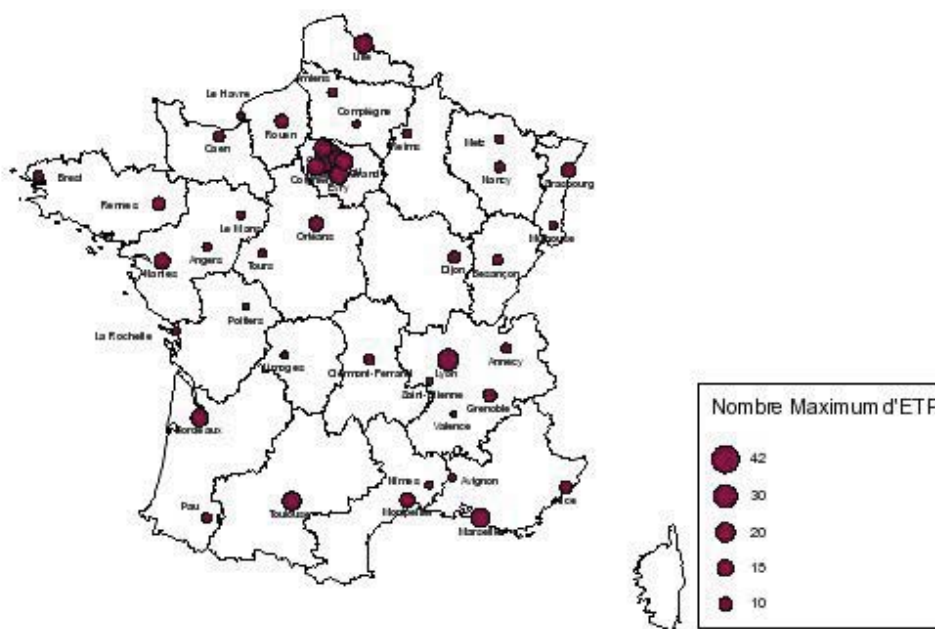 Lille
Amiens
Le Havre
Compiègne
Rouen
Reims
Caen
Metz
Nancy
Strasbourg
Brest
Evry
Rennes
Le Mans
Orléans
Mulhouse
Angers
Tours
Dijon
Besançon
Nantes
Poitiers
La Rochelle
Limoges
Clermont-Ferrand
Lyon
Annecy
Saint-Etienne
Grenoble
Valence
Bordeaux
Nimes
Avignon
Nice
Pau
Toulouse
Montpellier
Marseille
Nombre Maximum d'ETP
42
30
20
15
10